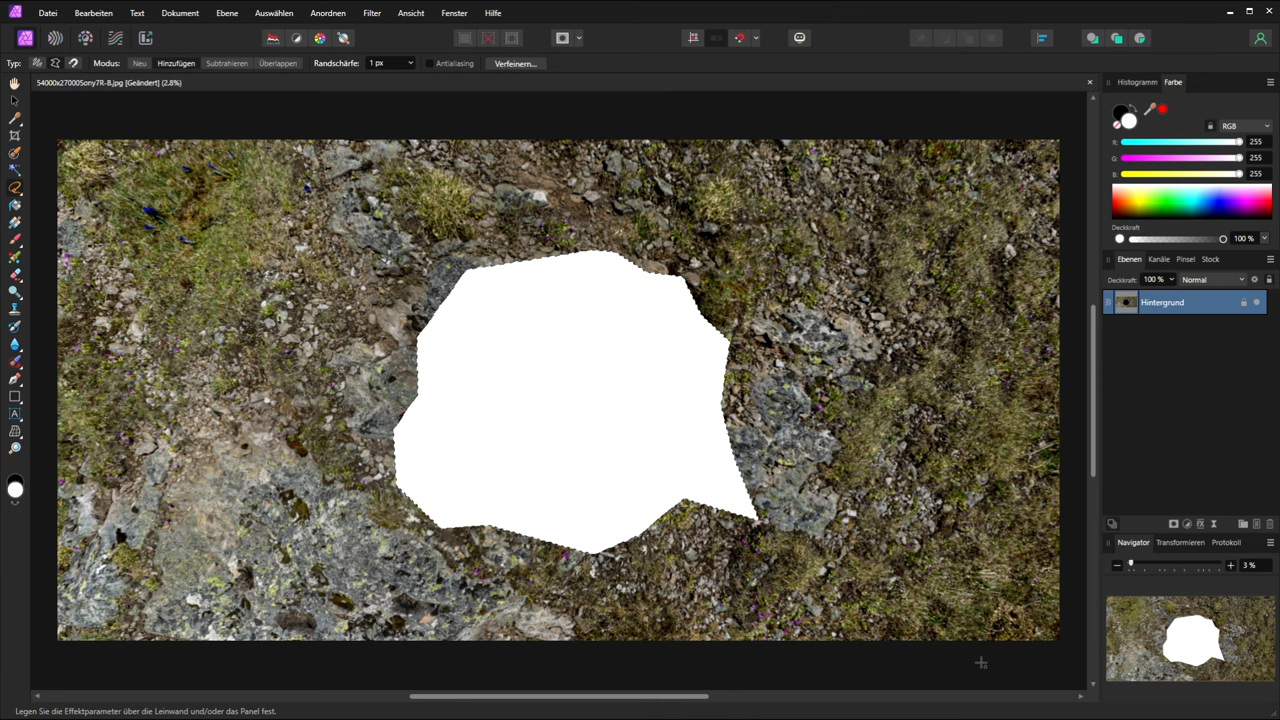 Datei Bearbeiten Text Dokument Ebene Auswählen Anordnen Filter Ansicht Fenster Hilfe
Typ: Modus: Neu Hinzufügen Subtrahieren Überlappen Randschärfe: 1 px Antialiasing Verfeinern...
54000x27000Sony7R-B.jpg [Geändert] (2.8%)
Histogramm Farbe
RGB
R: 255
G: 255
B: 255
Deckkraft
100 %
Ebenen Kanäle Pinsel Stock
Deckkraft: 100 % Normal
Hintergrund
Navigator Transformieren Protokoll
3 %
Legen Sie die Effektparameter über die Leinwand und/oder das Panel fest.